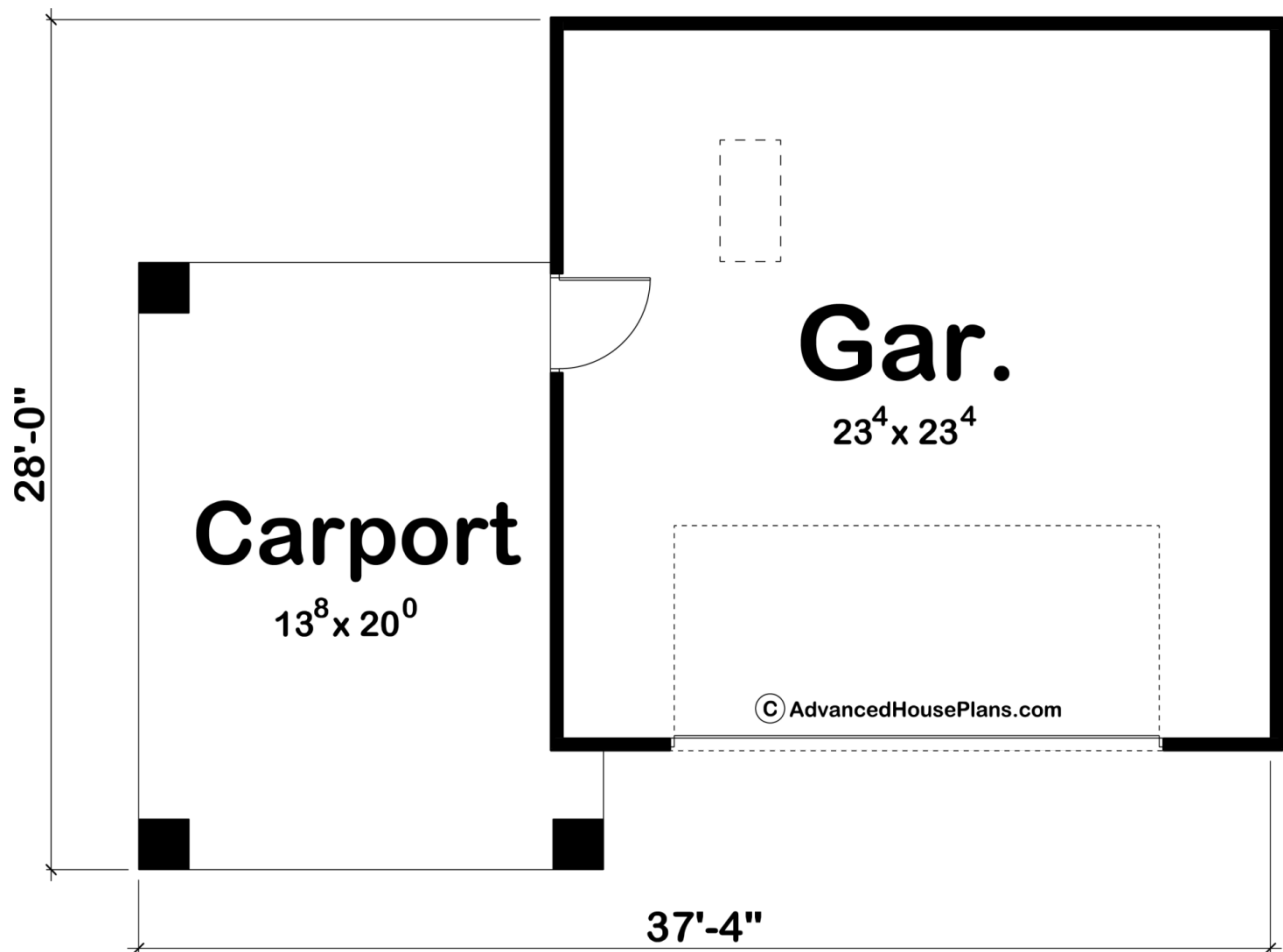 Gar.
23⁴ x 23⁴
28'-0"
Carport
13⁸ x 20⁰
© AdvancedHousePlans.com
37'-4"